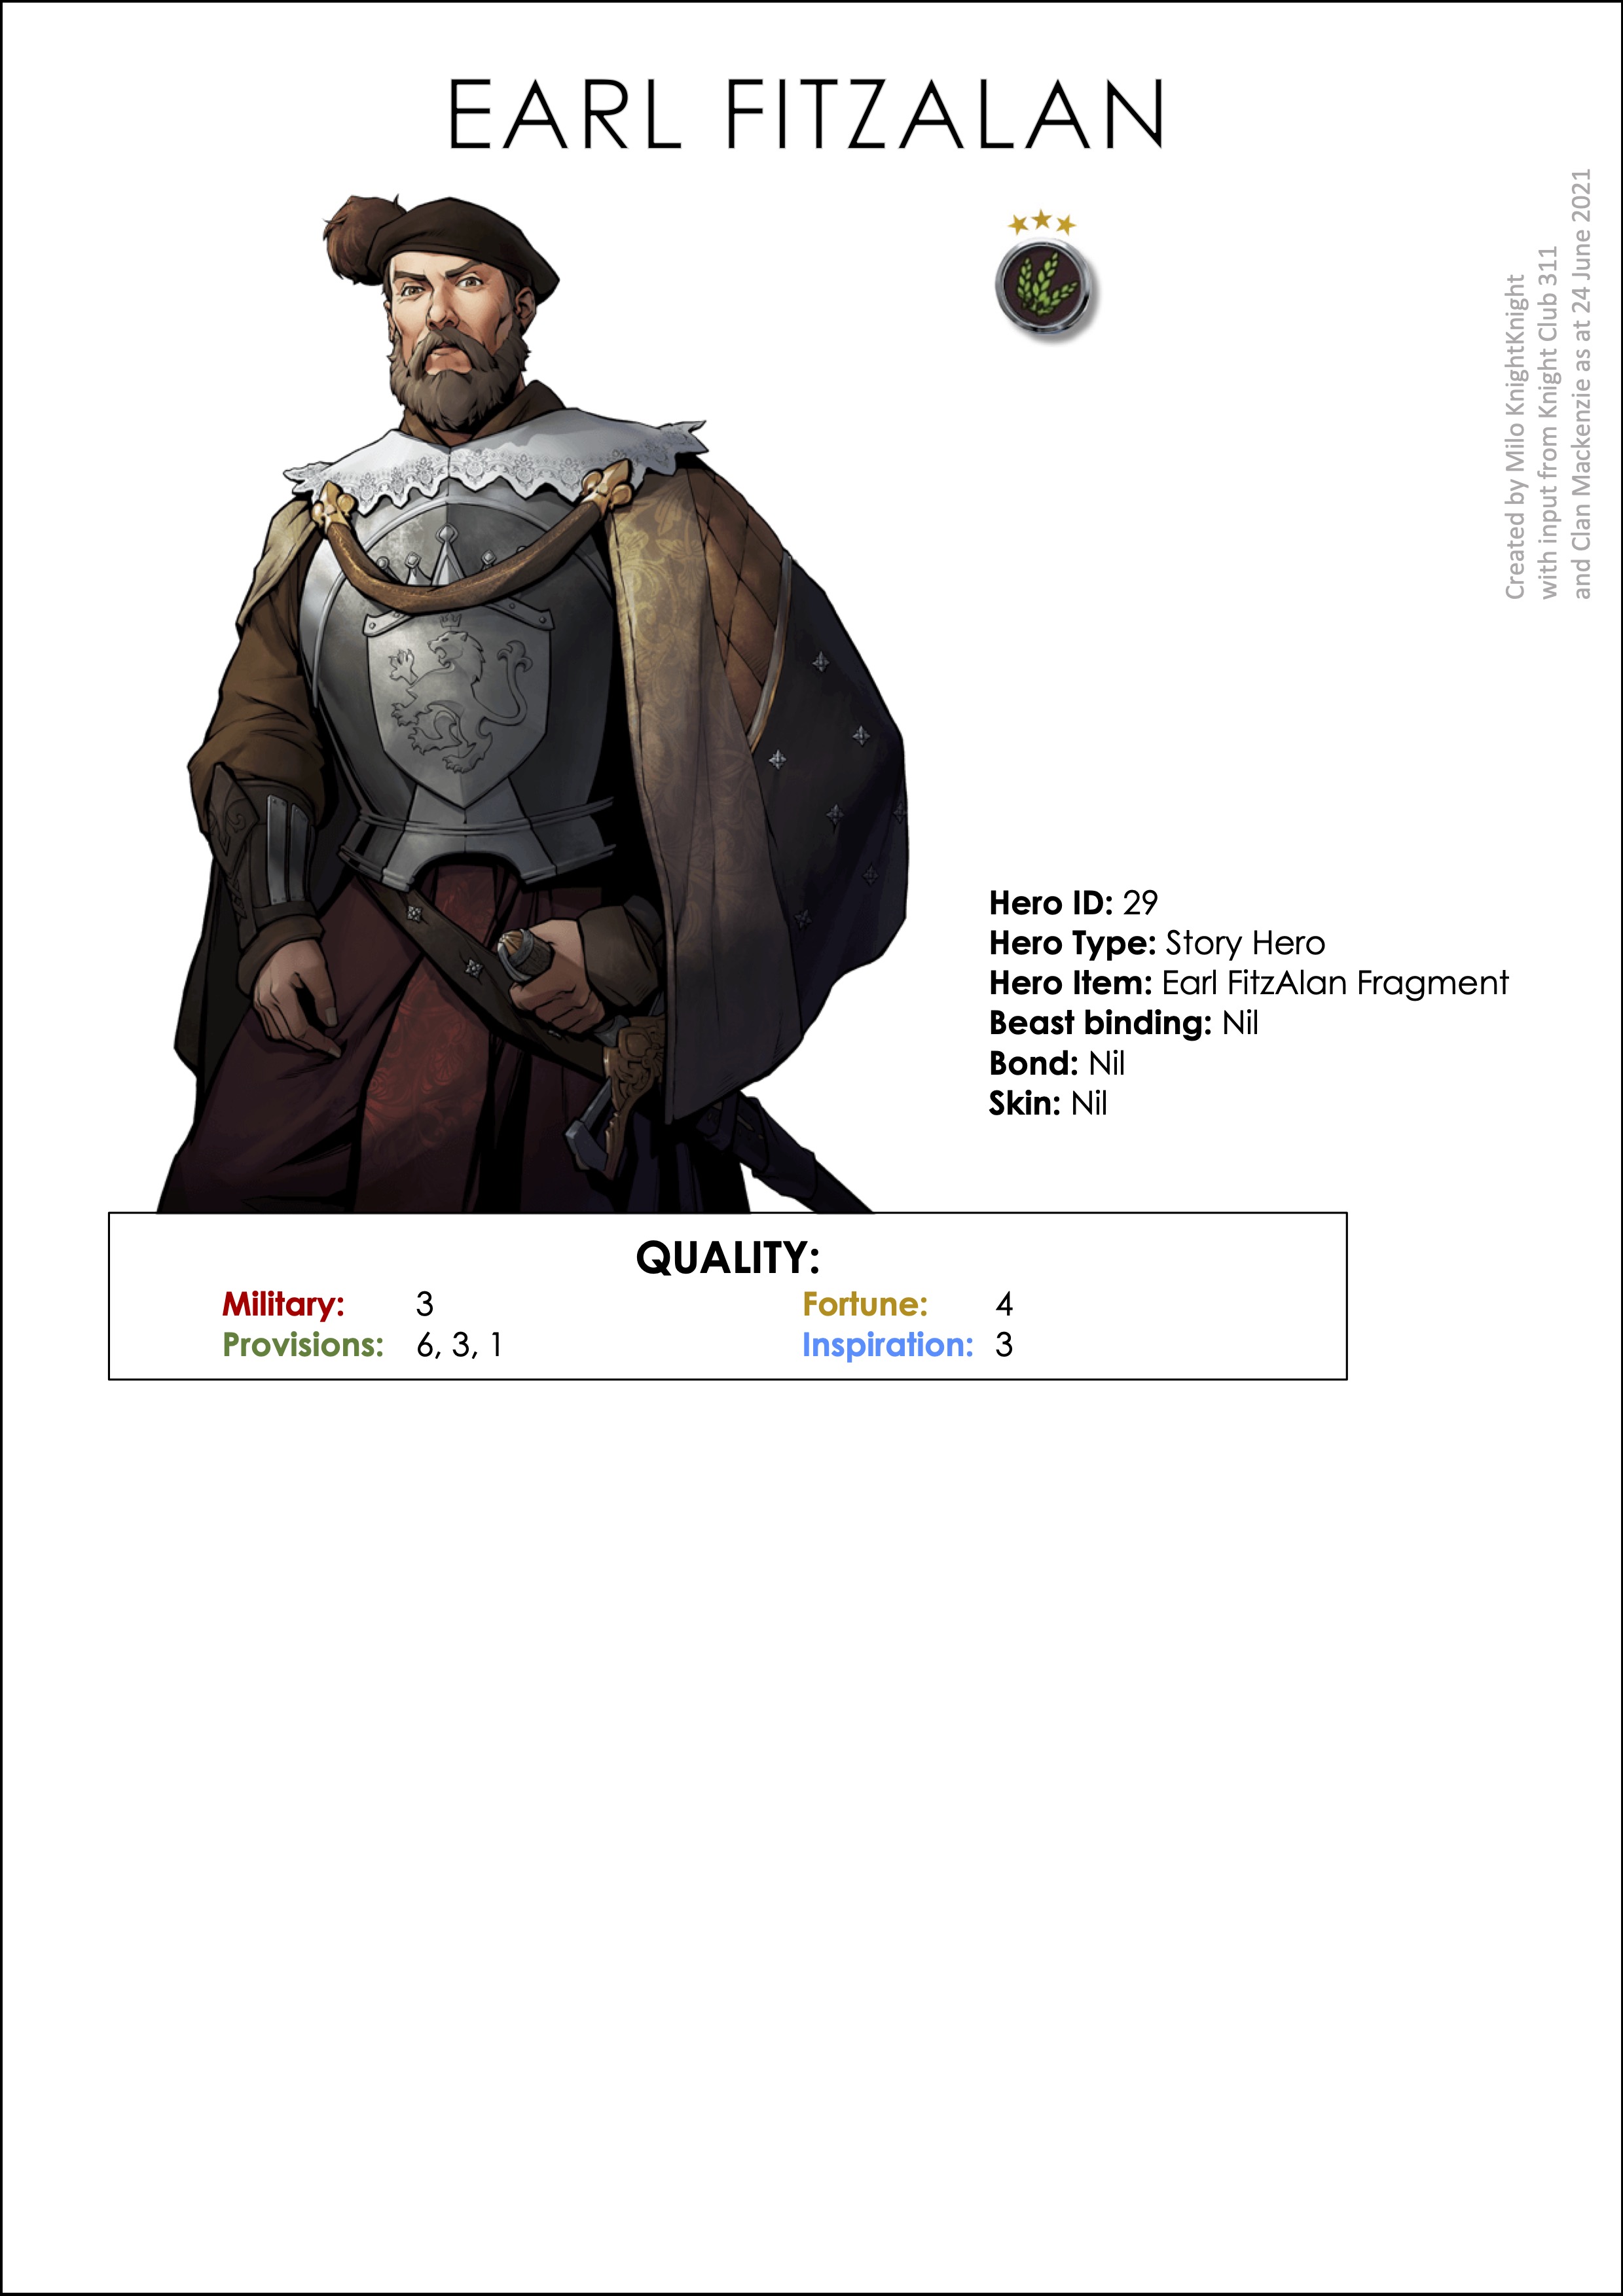 EARL FITZALAN
Created by Milo KnightKnight
with input from Knight Club 311
and Clan Mackenzie as at 24 June 2021
Hero ID: 29
Hero Type: Story Hero
Hero Item: Earl FitzAlan Fragment
Beast binding: Nil
Bond: Nil
Skin: Nil
QUALITY:
Military: 3 Fortune: 4
Provisions: 6, 3, 1 Inspiration: 3